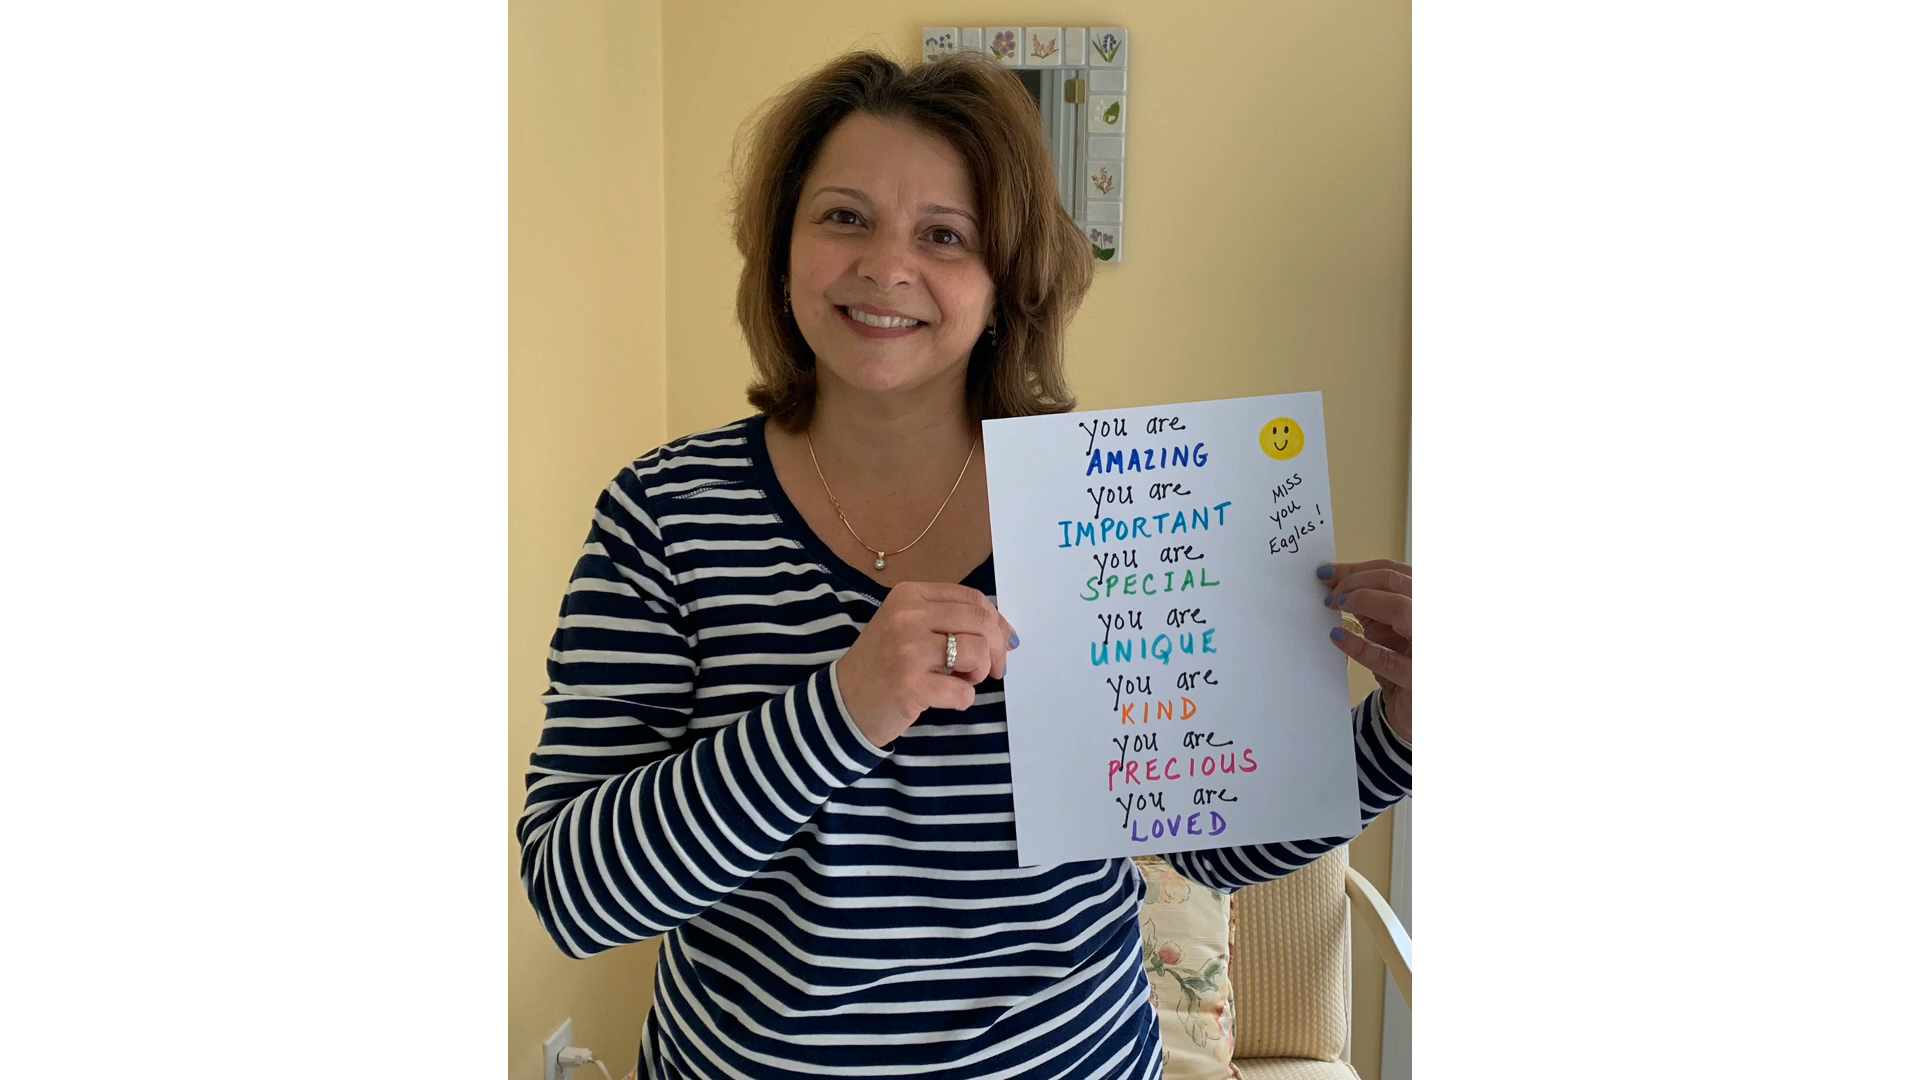 you are
AMAZING
you are
IMPORTANT
you are
SPECIAL
you are
UNIQUE
you are
KIND
you are
PRECIOUS
you are
LOVED
MISS
you
Eagles!